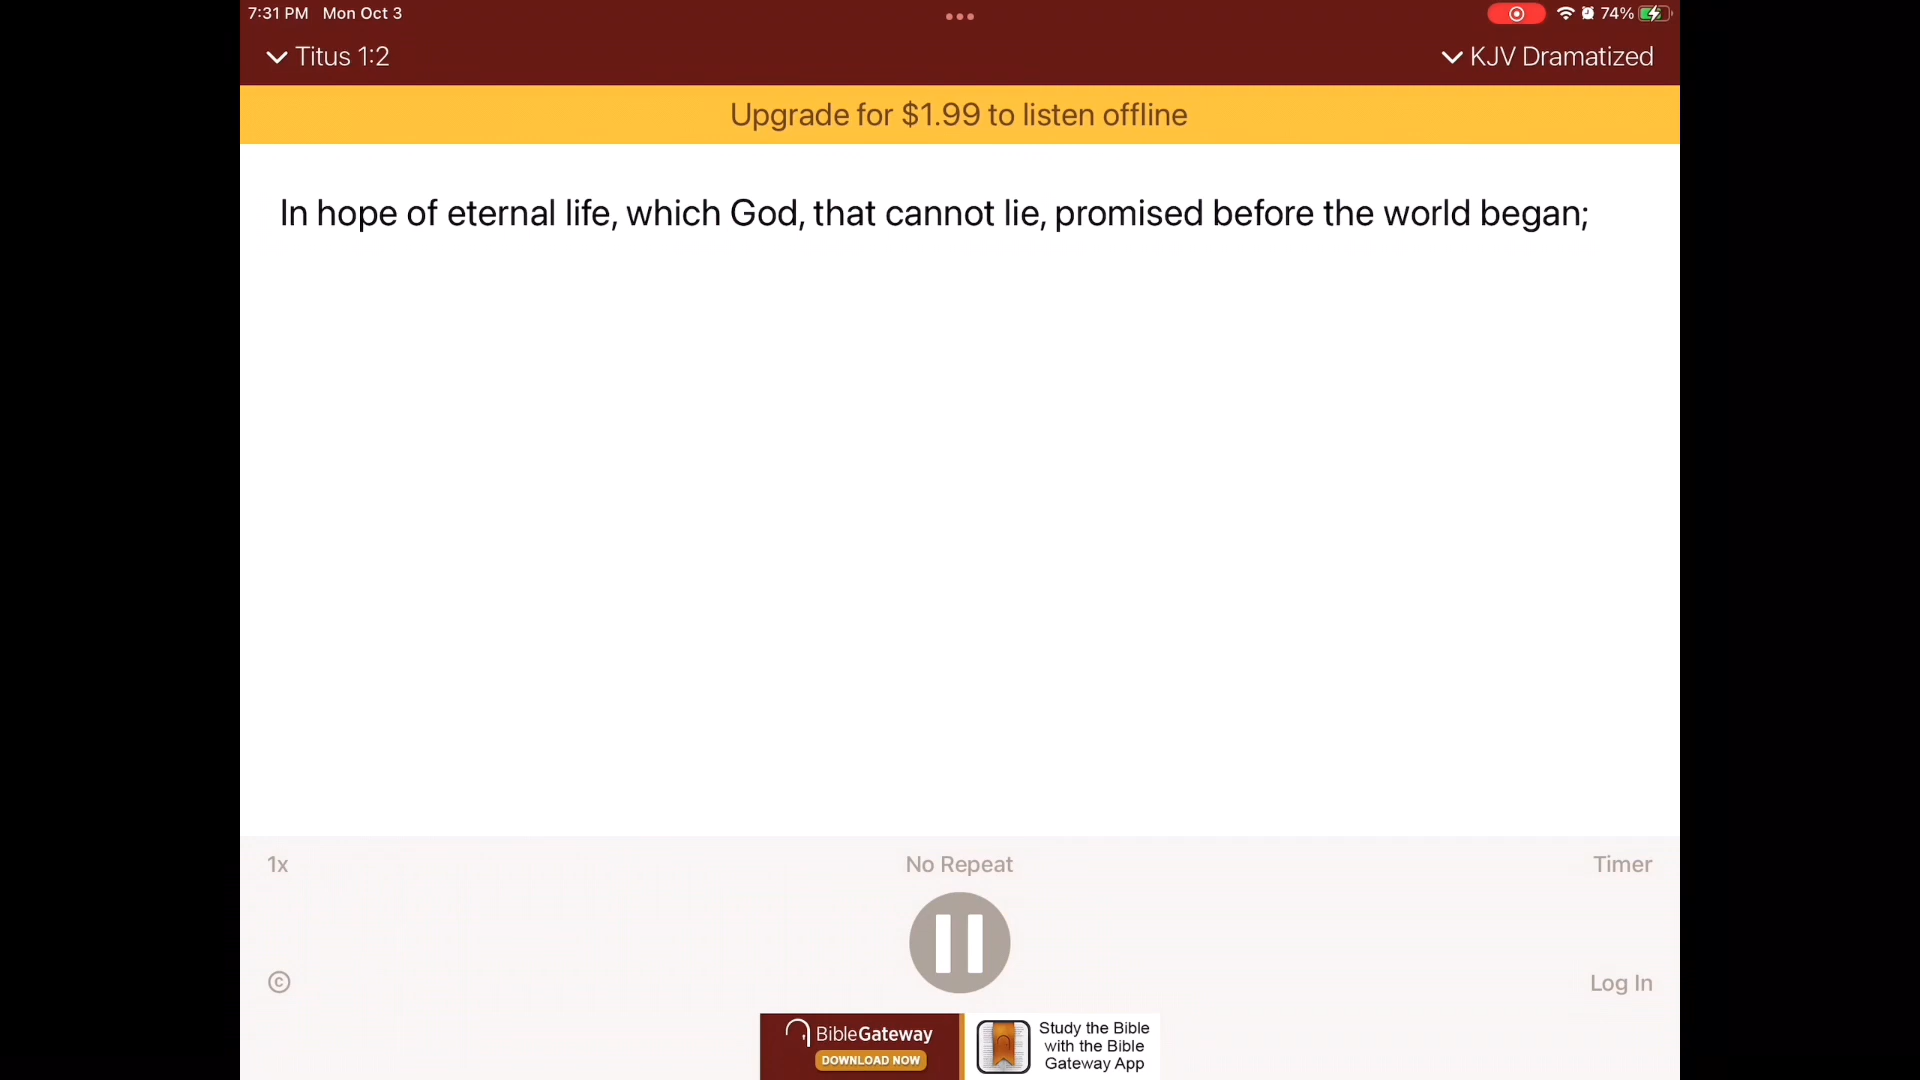 7:31 PM Mon Oct 3
74%
Titus 1:2
KJV Dramatized
Upgrade for $1.99 to listen offline
In hope of eternal life, which God, that cannot lie, promised before the world began;
1x
No Repeat
Timer
©
Log In
BibleGateway
DOWNLOAD NOW
Study the Bible
with the Bible
Gateway App